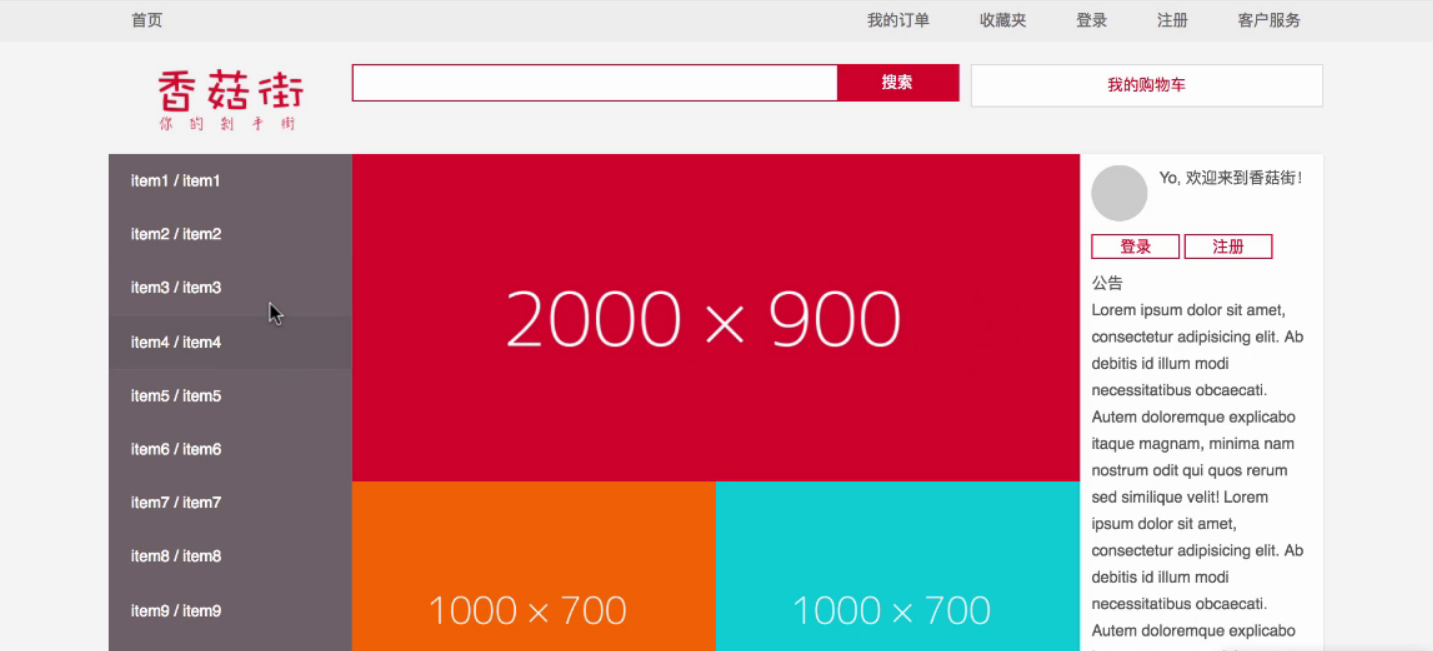 首页 我的订单 收藏夹 登录 注册 客户服务
香菇街
你的剁手街
搜索
我的购物车
item1 / item1
item2 / item2
item3 / item3
item4 / item4
item5 / item5
item6 / item6
item7 / item7
item8 / item8
item9 / item9
2000 × 900
1000 × 700
1000 × 700
Yo, 欢迎来到香菇街!
登录 注册
公告
Lorem ipsum dolor sit amet,
consectetur adipisicing elit. Ab
debitis id illum modi
necessitatibus obcaecati.
Autem doloremque explicabo
itaque magnam, minima nam
nostrum odit qui quos rerum
sed similique velit! Lorem
ipsum dolor sit amet,
consectetur adipisicing elit. Ab
debitis id illum modi
necessitatibus obcaecati.
Autem doloremque explicabo